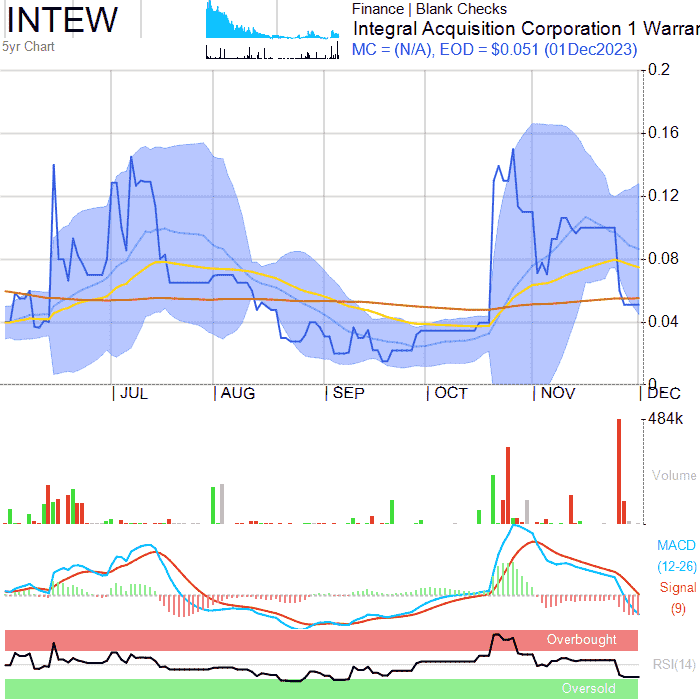 INTEW
5yr Chart
Finance | Blank Checks
Integral Acquisition Corporation 1 Warran
MC = (N/A), EOD = $0.051 (01Dec2023)
0.2
0.16
0.12
0.08
0.04
0
JUL AUG SEP OCT NOV DEC
484k
Volume
MACD
(12-26)
Signal
(9)
Overbought
RSI(14)
Oversold